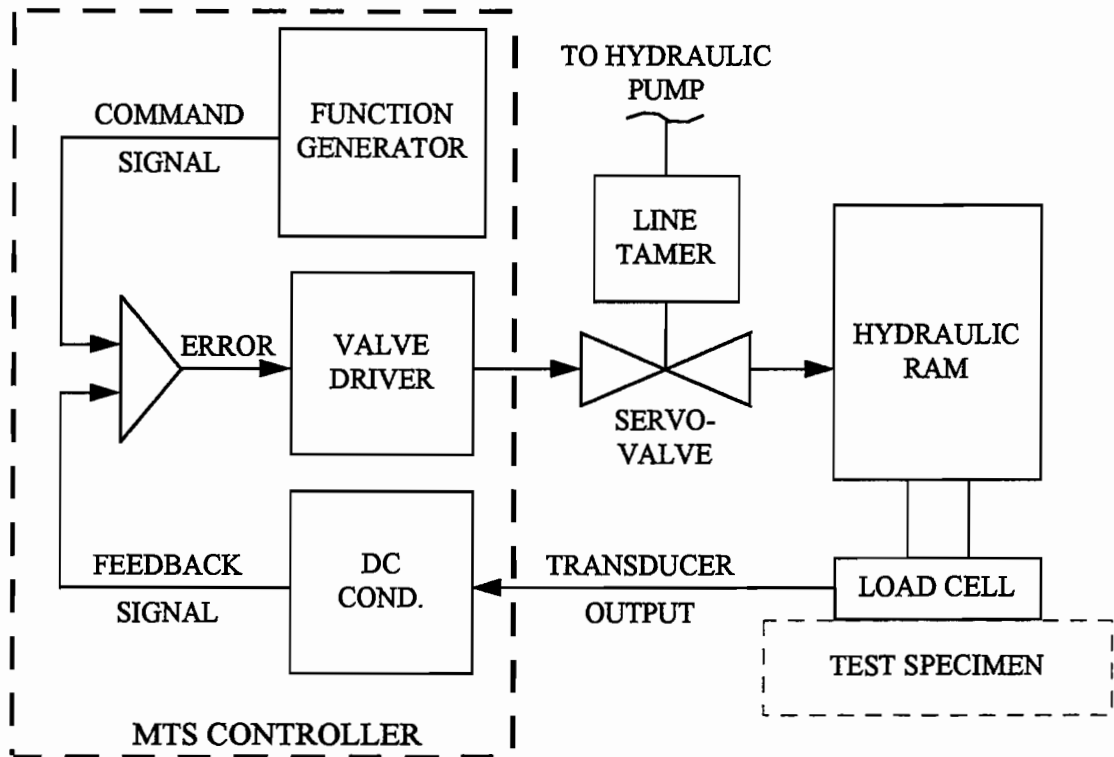 TO HYDRAULIC
PUMP
COMMAND
SIGNAL
FUNCTION
GENERATOR
LINE
TAMER
HYDRAULIC
RAM
ERROR
VALVE
DRIVER
SERVO-
VALVE
FEEDBACK
SIGNAL
DC
COND.
TRANSDUCER
OUTPUT
LOAD CELL
TEST SPECIMEN
MTS CONTROLLER